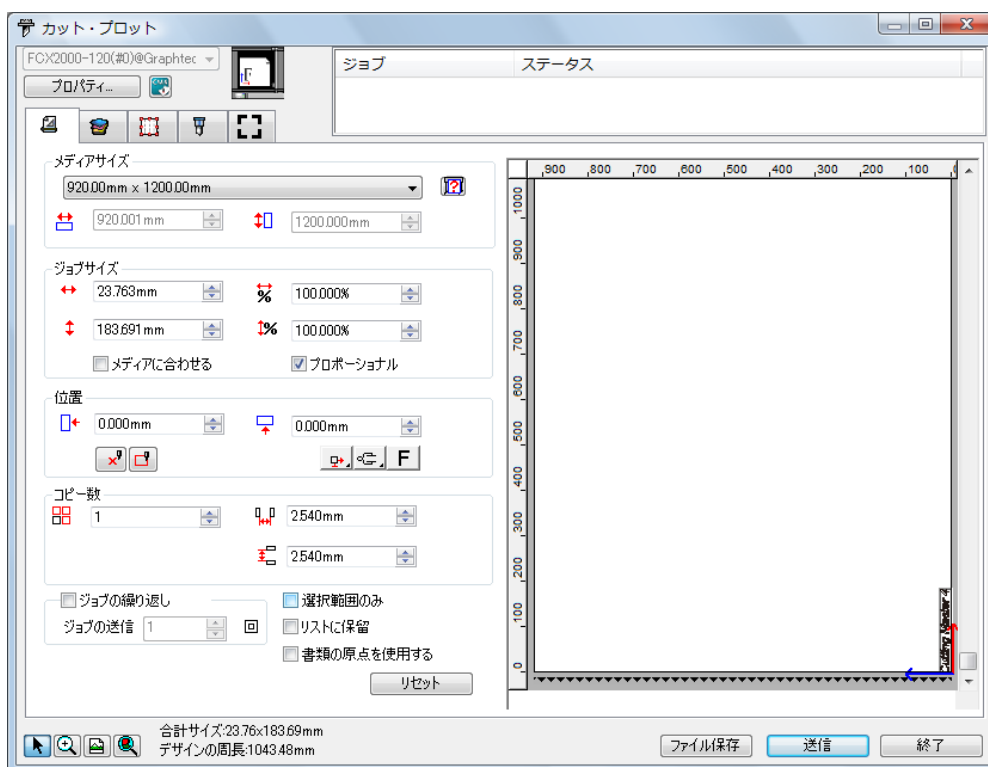 カット・プロット
FCX2000-120(#0)@Graphtec
プロパティ...
ジョブ ステータス
メディアサイズ
920.00mm x 1200.00mm
920.001mm 1200.000mm
ジョブサイズ
23.763mm % 100.000%
183.691mm % 100.000%
メディアに合わせる プロポーショナル
位置
0.000mm 0.000mm
F
コピー数
1 2.540mm
2.540mm
ジョブの繰り返し
ジョブの送信 1
選択範囲のみ
リストに保留
書類の原点を使用する
リセット
900 800 700 600 500 400 300 200 100 0
1000
900
800
700
600
500
400
300
200
100
0
Cutting Master 4
合計サイズ:23.76x183.69mm
デザインの周長:1043.48mm
ファイル保存 送信 終了